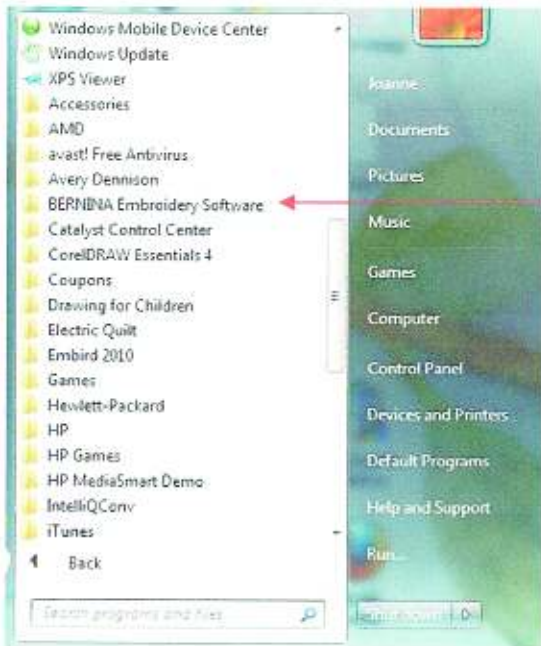 Windows Mobile Device Center
Windows Update
XPS Viewer
Accessories
AMD
avast! Free Antivirus
Avery Dennison
BERNINA Embroidery Software
Catalyst Control Center
CorelDRAW Essentials 4
Coupons
Drawing for Children
Electric Quilt
Embird 2010
Games
Hewlett-Packard
HP
HP Games
HP MediaSmart Demo
IntelliQConv
iTunes
Back
Search programs and files
Joanne
Documents
Pictures
Music
Games
Computer
Control Panel
Devices and Printers
Default Programs
Help and Support
Run...
Shut down